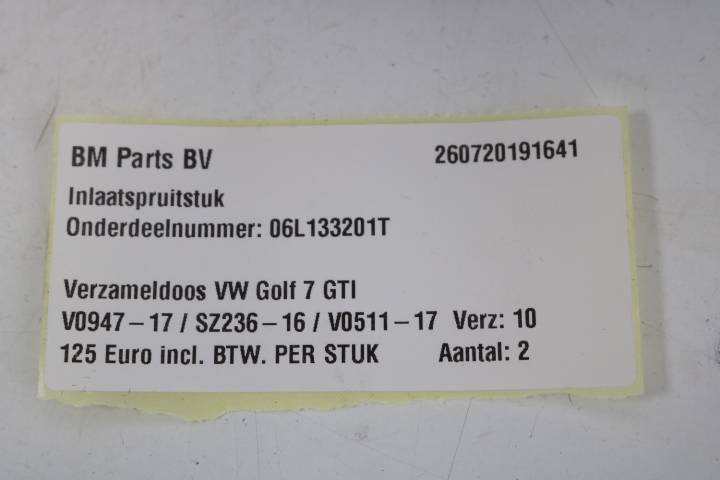 BM Parts BV 260720191641
Inlaatspruitstuk
Onderdeelnummer: 06L133201T
Verzameldoos VW Golf 7 GTI
V0947-17 / SZ236-16 / V0511-17 Verz: 10
125 Euro incl. BTW. PER STUK Aantal: 2